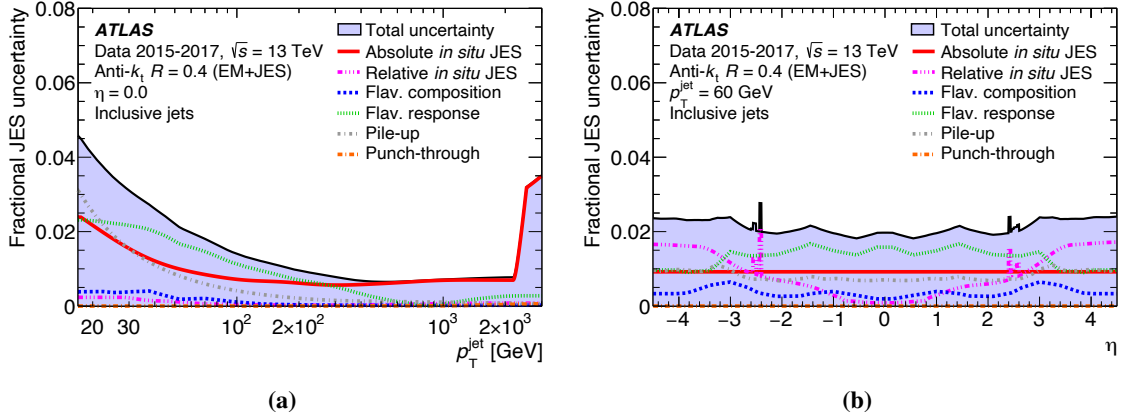 Fractional JES uncertainty
0.08
0.06
0.04
0.02
0
ATLAS
Data 2015-2017, √s = 13 TeV
Anti-kt R = 0.4 (EM+JES)
η = 0.0
Inclusive jets
Total uncertainty
Absolute in situ JES
Relative in situ JES
Flav. composition
Flav. response
Pile-up
Punch-through
20 30 10² 2×10² 10³ 2×10³
pTjet [GeV]
(a)
Fractional JES uncertainty
0.08
0.06
0.04
0.02
0
ATLAS
Data 2015-2017, √s = 13 TeV
Anti-kt R = 0.4 (EM+JES)
pTjet = 60 GeV
Inclusive jets
Total uncertainty
Absolute in situ JES
Relative in situ JES
Flav. composition
Flav. response
Pile-up
Punch-through
−4 −3 −2 −1 0 1 2 3 4
η
(b)